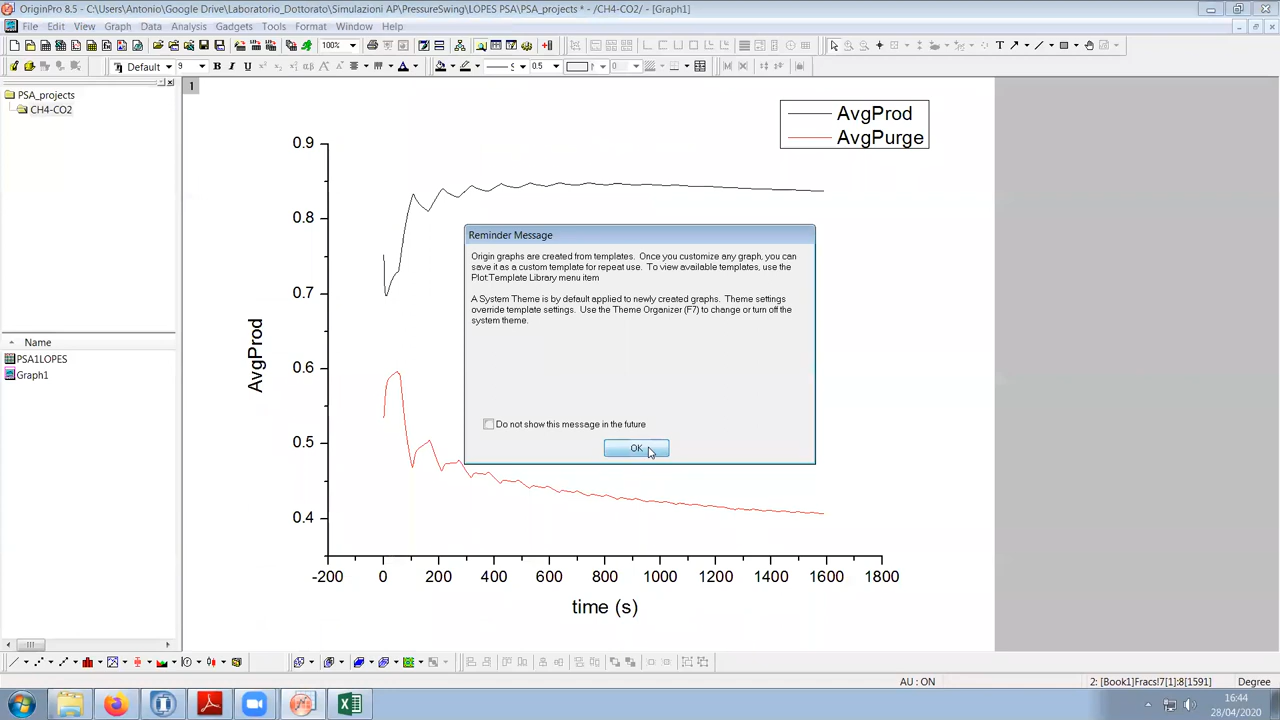 OriginPro 8.5 - C:\Users\Antonio\Google Drive\Laboratorio_Dottorato\Simulazioni AP\PressureSwing\LOPES PSA\PSA_projects * - /CH4-CO2/ - [Graph1]
File Edit View Graph Data Analysis Gadgets Tools Format Window Help
100%
Default 9 B I U 0.5 0
PSA_projects
CH4-CO2
Name
PSA1LOPES
Graph1
1
AvgProd
AvgPurge
0.9
0.8
0.7
0.6
0.5
0.4
AvgProd
-200 0 200 400 600 800 1000 1200 1400 1600 1800
time (s)
Reminder Message
Origin graphs are created from templates. Once you customize any graph, you can
save it as a custom template for repeat use. To view available templates, use the
Plot:Template Library menu item
A System Theme is by default applied to newly created graphs. Theme settings
override template settings. Use the Theme Organizer (F7) to change or turn off the
system theme.
Do not show this message in the future
OK
AU : ON 2: [Book1]Fracs!7[1]:8[1591] Degree
16:44
28/04/2020